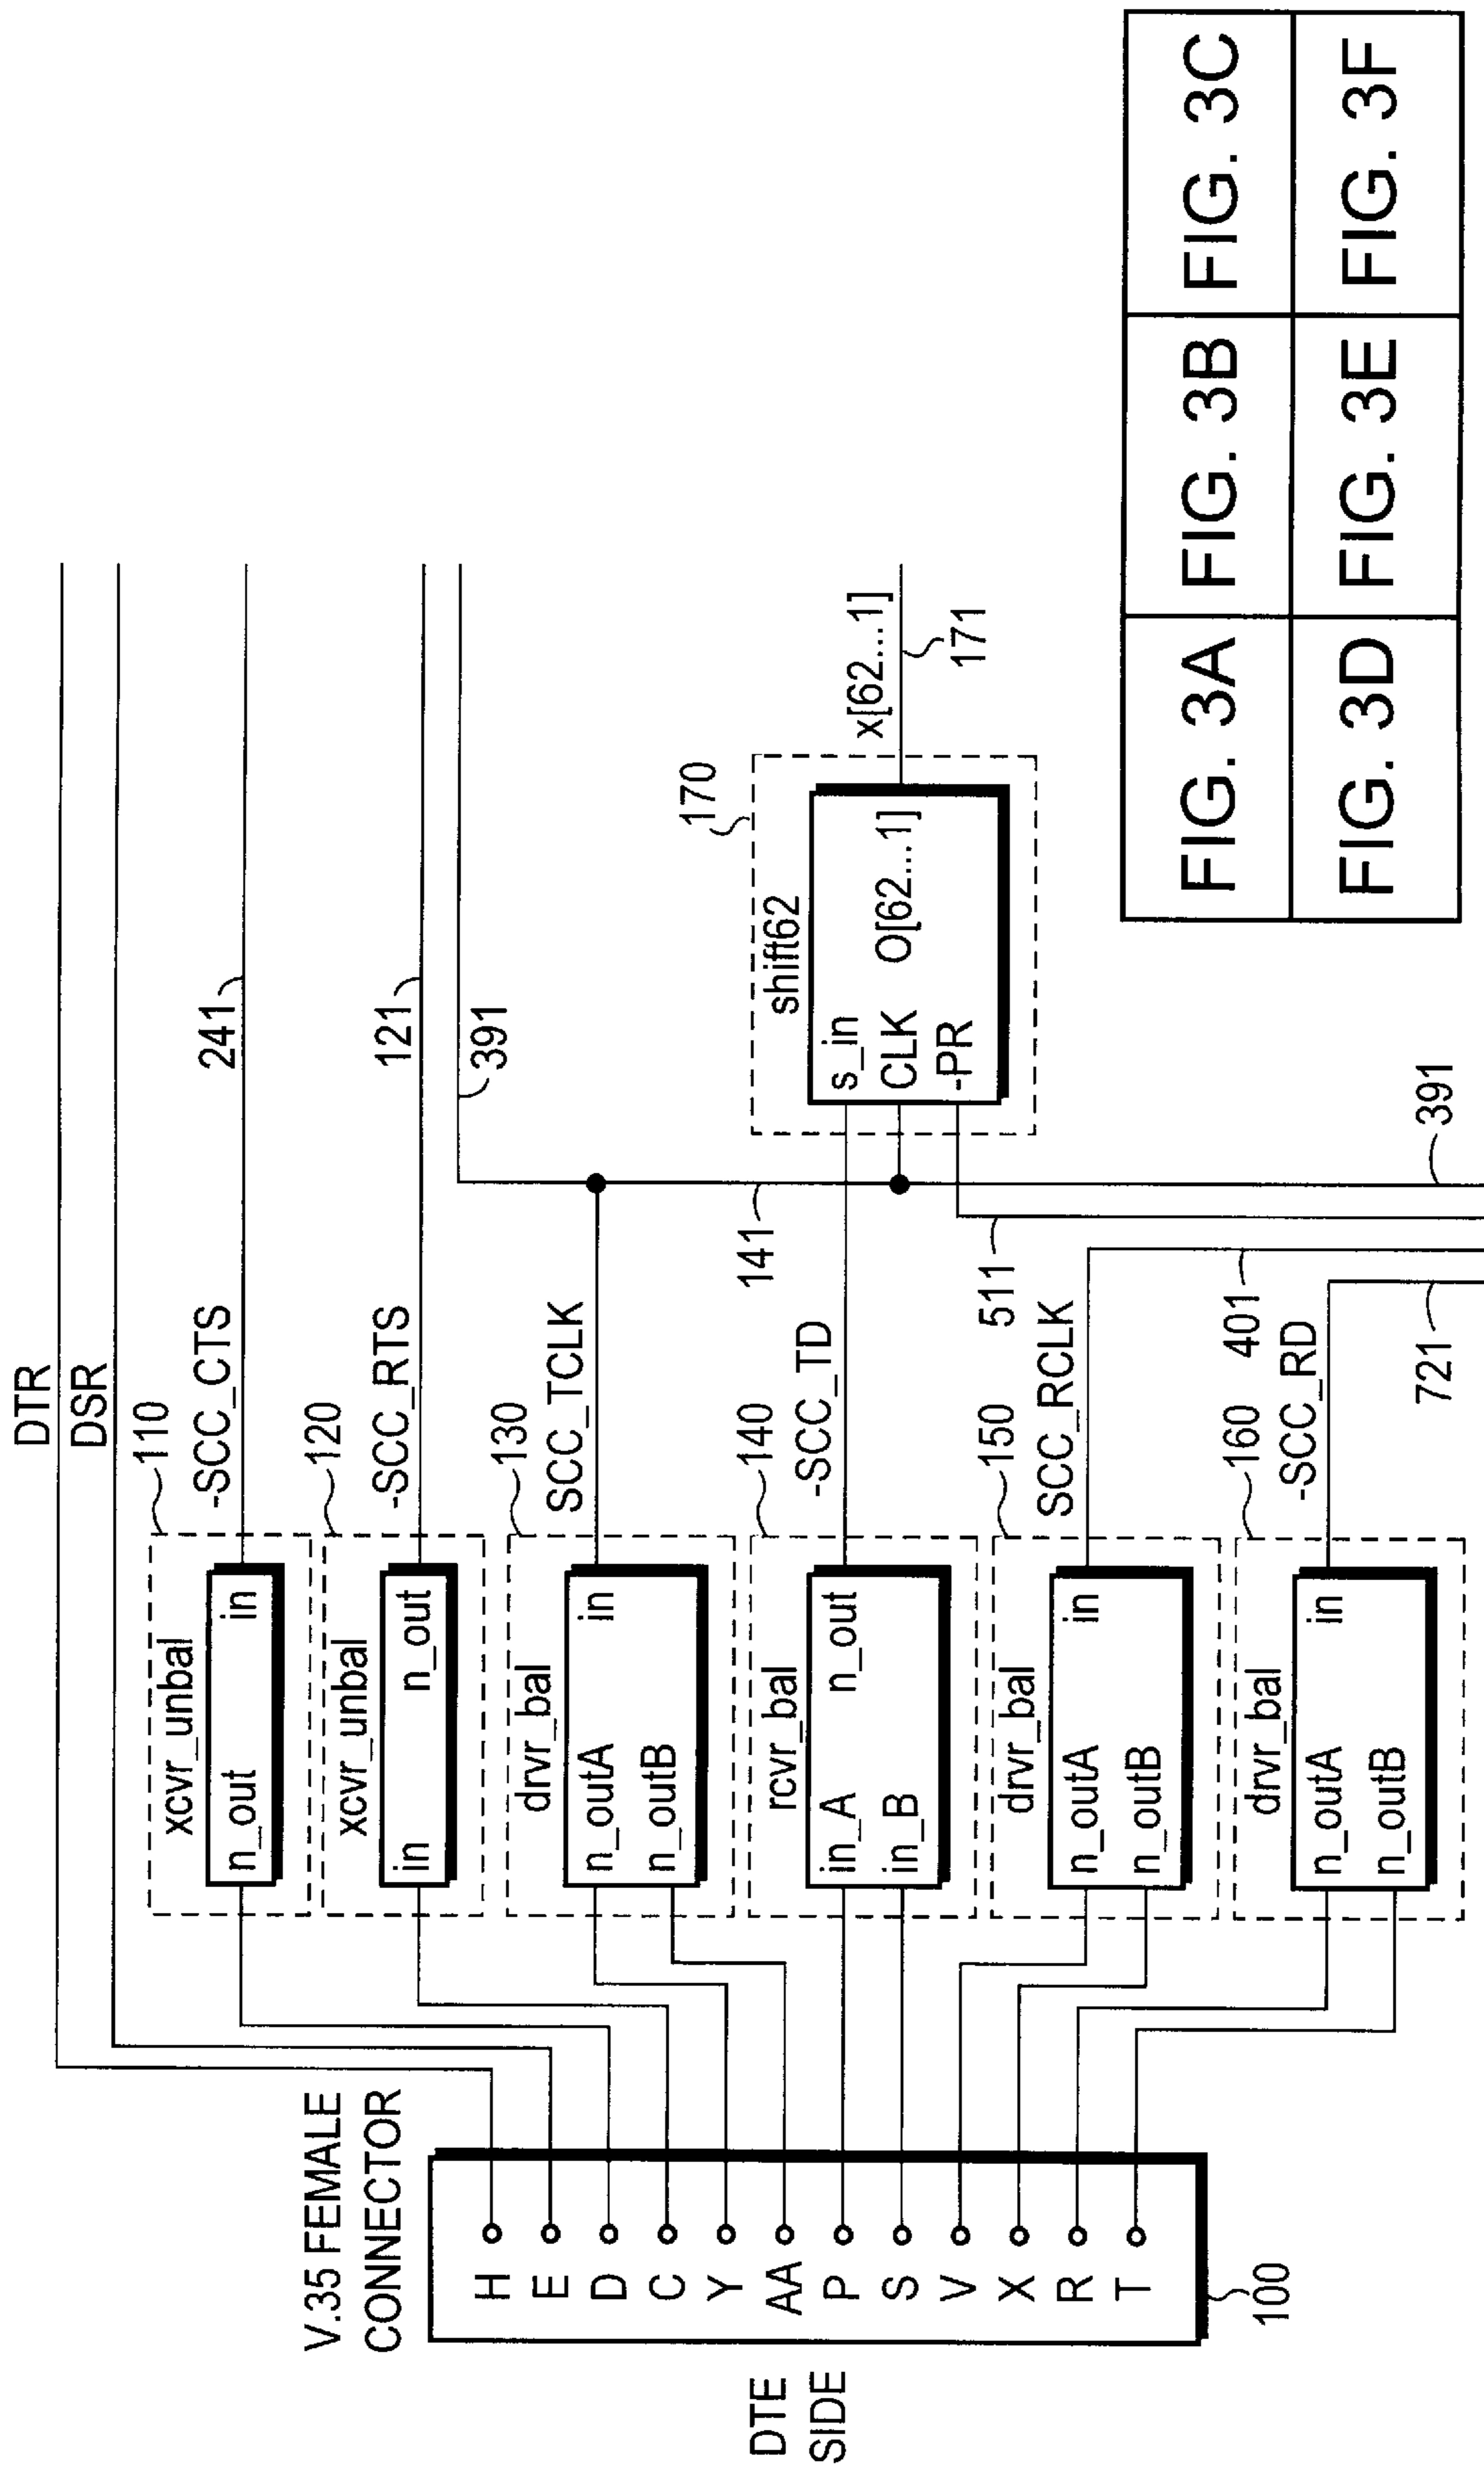 DTR
DSR
V.35 FEMALE
CONNECTOR
DTE
SIDE
H
E
D
C
Y
AA
P
S
V
X
R
T
100
110
xcvr_unbal
n_out in
-SCC_CTS
241
120
xcvr_unbal
in n_out
-SCC_RTS
121
391
130
drvr_bal
n_outA in
n_outB
SCC_TCLK
141
140
rcvr_bal
in_A n_out
in_B
-SCC_TD
511
150
drvr_bal
n_outA in
n_outB
SCC_RCLK
401
160
drvr_bal
n_outA in
n_outB
-SCC_RD
721
391
170
shift62
s_in
CLK O[62...1]
-PR
x[62...1]
171
FIG. 3A FIG. 3B FIG. 3C
FIG. 3D FIG. 3E FIG. 3F